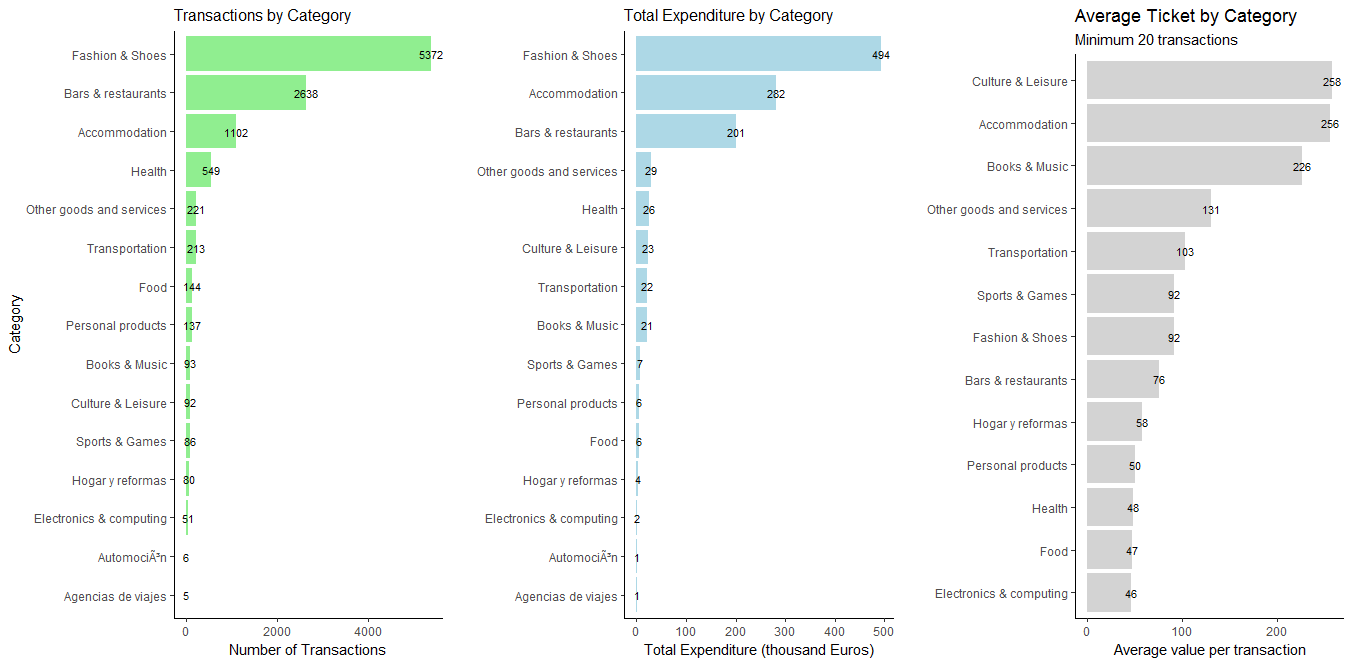 Transactions by Category
Category
Fashion & Shoes 5372
Bars & restaurants 2638
Accommodation 1102
Health 549
Other goods and services 221
Transportation 213
Food 144
Personal products 137
Books & Music 93
Culture & Leisure 92
Sports & Games 86
Hogar y reformas 80
Electronics & computing 51
AutomociÃ³n 6
Agencias de viajes 5
0 2000 4000
Number of Transactions
Total Expenditure by Category
Fashion & Shoes 494
Accommodation 282
Bars & restaurants 201
Other goods and services 29
Health 26
Culture & Leisure 23
Transportation 22
Books & Music 21
Sports & Games 7
Personal products 6
Food 6
Hogar y reformas 4
Electronics & computing 2
AutomociÃ³n 1
Agencias de viajes 1
0 100 200 300 400 500
Total Expenditure (thousand Euros)
Average Ticket by Category
Minimum 20 transactions
Culture & Leisure 258
Accommodation 256
Books & Music 226
Other goods and services 131
Transportation 103
Sports & Games 92
Fashion & Shoes 92
Bars & restaurants 76
Hogar y reformas 58
Personal products 50
Health 48
Food 47
Electronics & computing 46
0 100 200
Average value per transaction